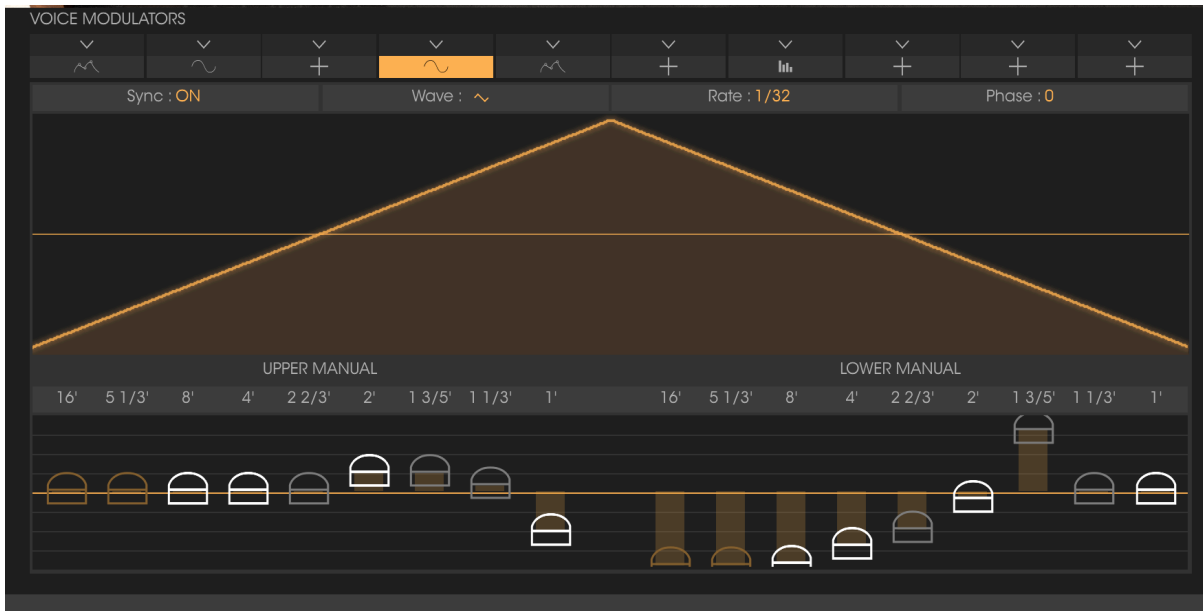 VOICE MODULATORS
Sync : ON Wave : Rate : 1/32 Phase : 0
UPPER MANUAL LOWER MANUAL
16' 5 1/3' 8' 4' 2 2/3' 2' 1 3/5' 1 1/3' 1' 16' 5 1/3' 8' 4' 2 2/3' 2' 1 3/5' 1 1/3' 1'